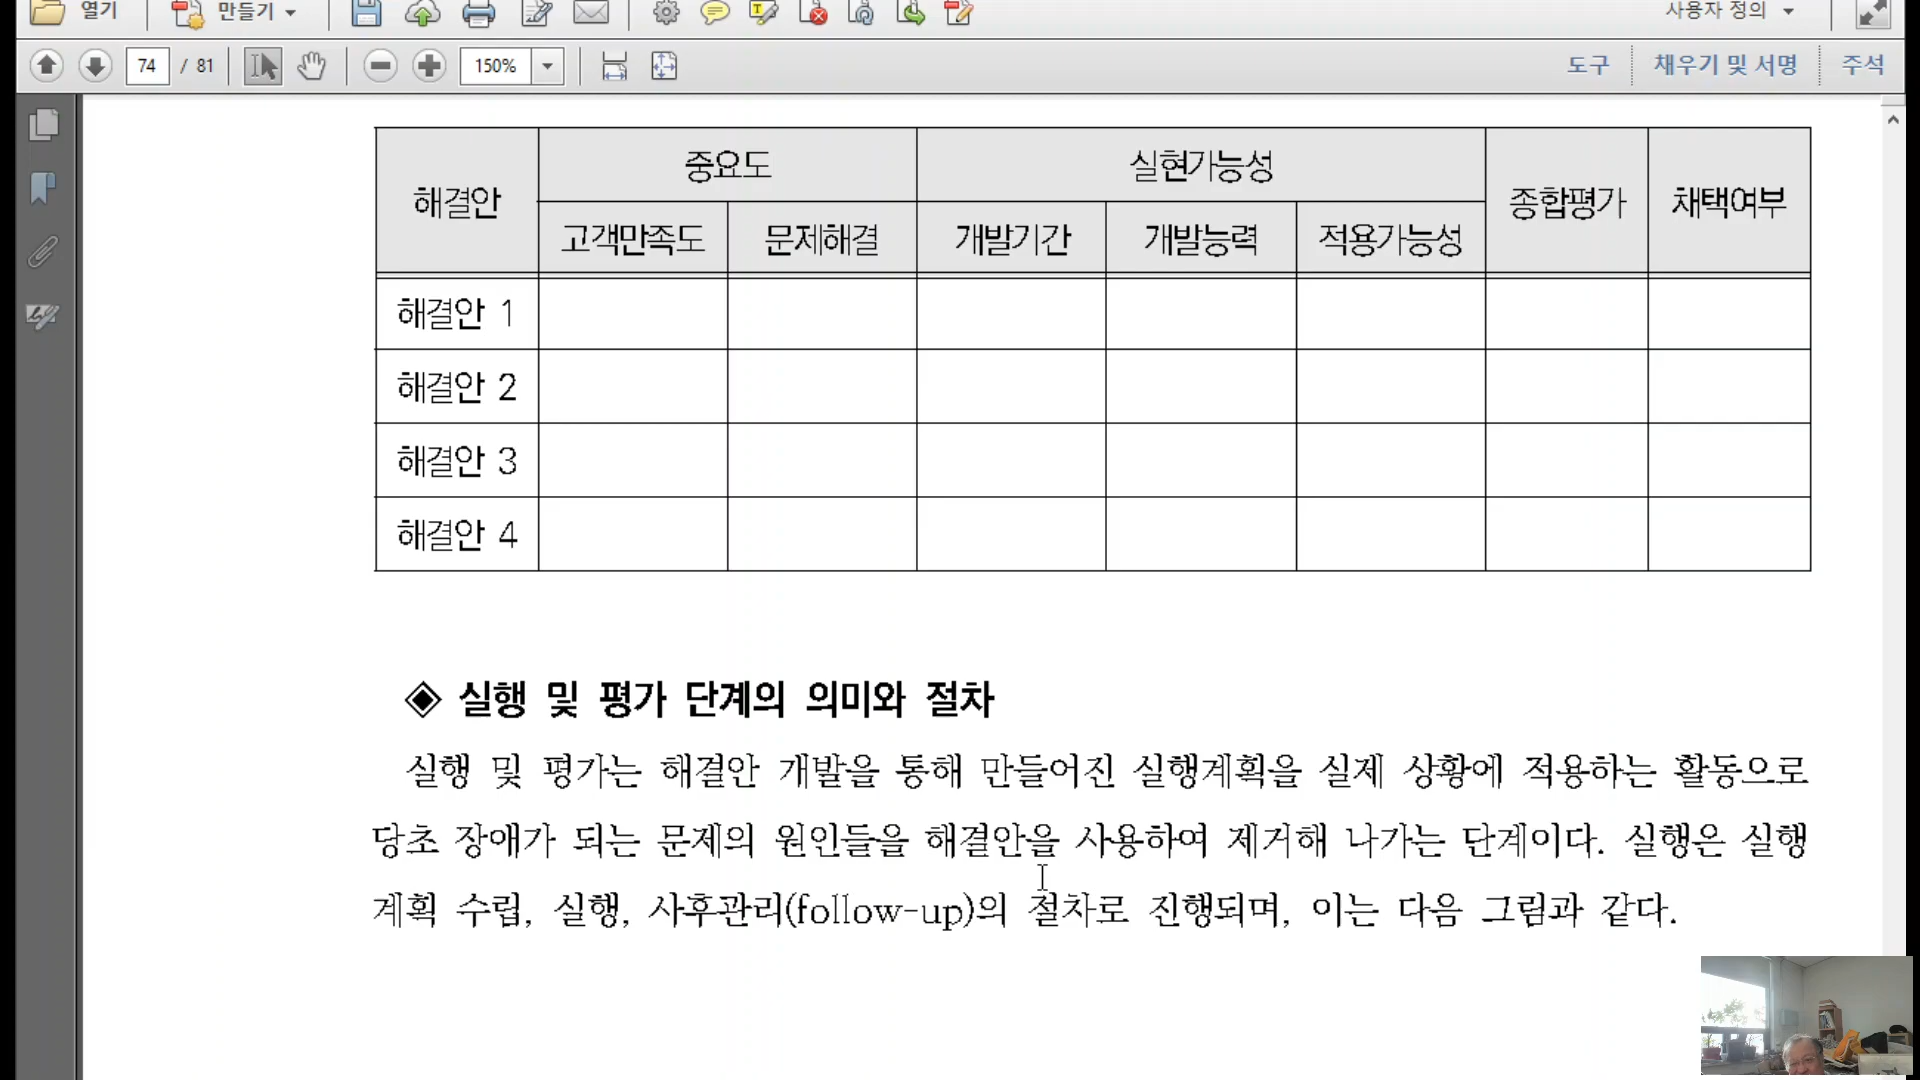 열기 만들기 사용자 정의
74 / 81 150% 도구 채우기 및 서명 주석
해결안 중요도 실현가능성 종합평가 채택여부
고객만족도 문제해결 개발기간 개발능력 적용가능성
해결안 1
해결안 2
해결안 3
해결안 4
◈ 실행 및 평가 단계의 의미와 절차
실행 및 평가는 해결안 개발을 통해 만들어진 실행계획을 실제 상황에 적용하는 활동으로
당초 장애가 되는 문제의 원인들을 해결안을 사용하여 제거해 나가는 단계이다. 실행은 실행
계획 수립, 실행, 사후관리(follow-up)의 절차로 진행되며, 이는 다음 그림과 같다.